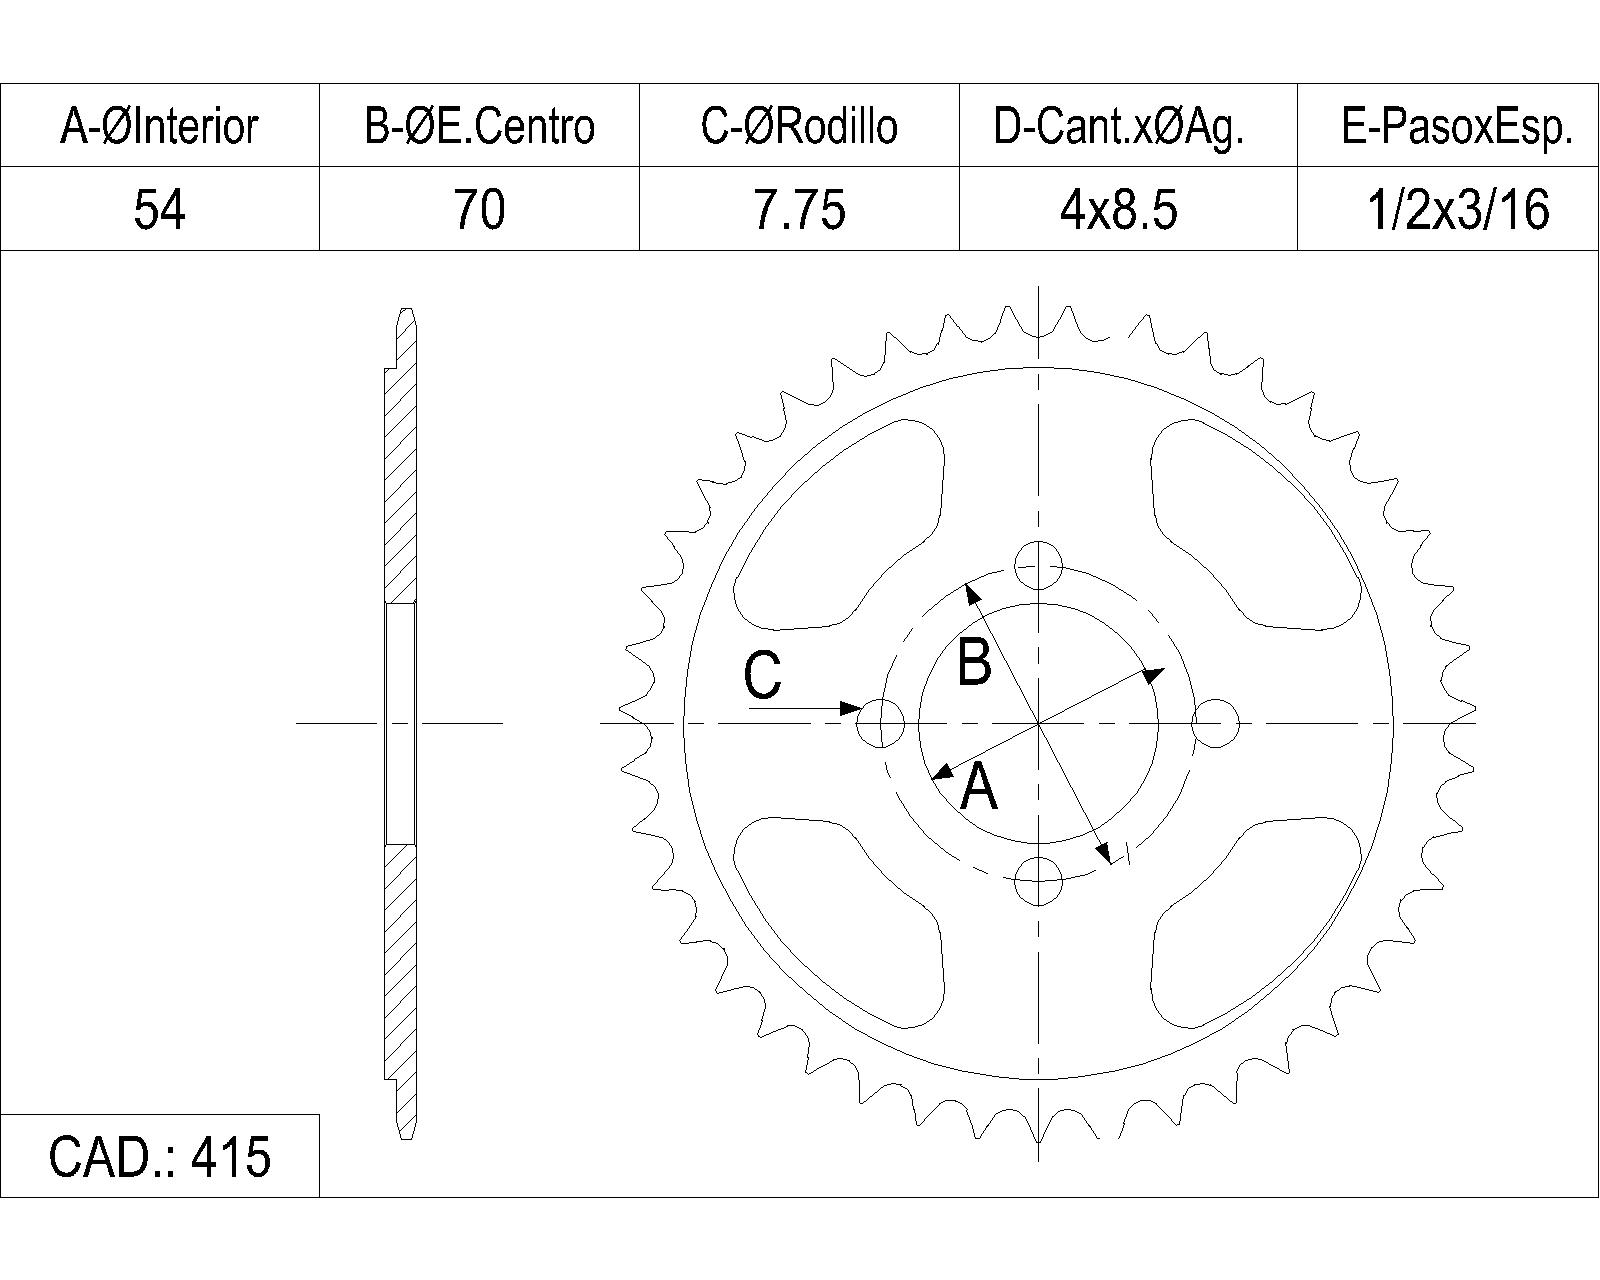 A-ØInterior B-ØE.Centro C-ØRodillo D-Cant.xØAg. E-PasoxEsp.
54 70 7.75 4x8.5 1/2x3/16
B
C
A
CAD.: 415